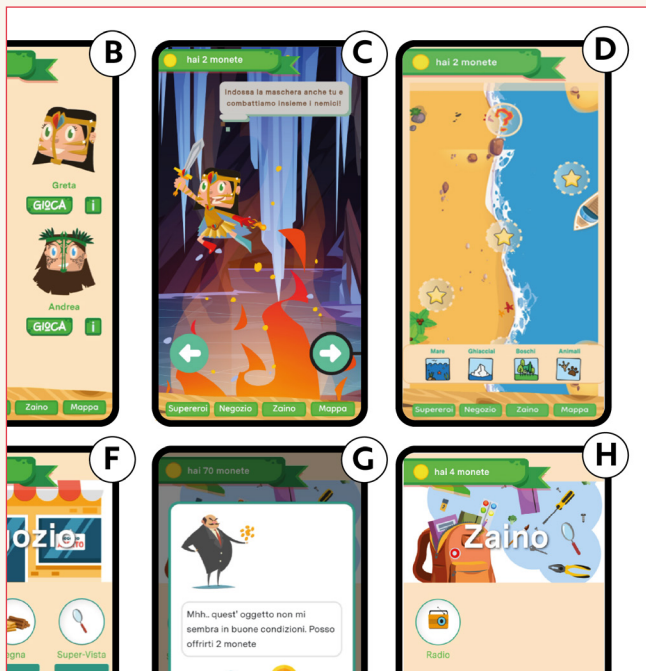 B
Greta
GIOCA i
Andrea
GIOCA i
Zaino Mappa
C
hai 2 monete
Indossa la maschera anche tu e
combattiamo insieme i nemici!
Supereroi Negozio Zaino Mappa
D
hai 2 monete
?
Mare Ghiacciai Boschi Animali
Supereroi Negozio Zaino Mappa
F
gozio
Super-Vista
G
hai 70 monete
Mhh.. quest' oggetto non mi
sembra in buone condizioni. Posso
offrirti 2 monete
H
hai 4 monete
Zaino
Radio